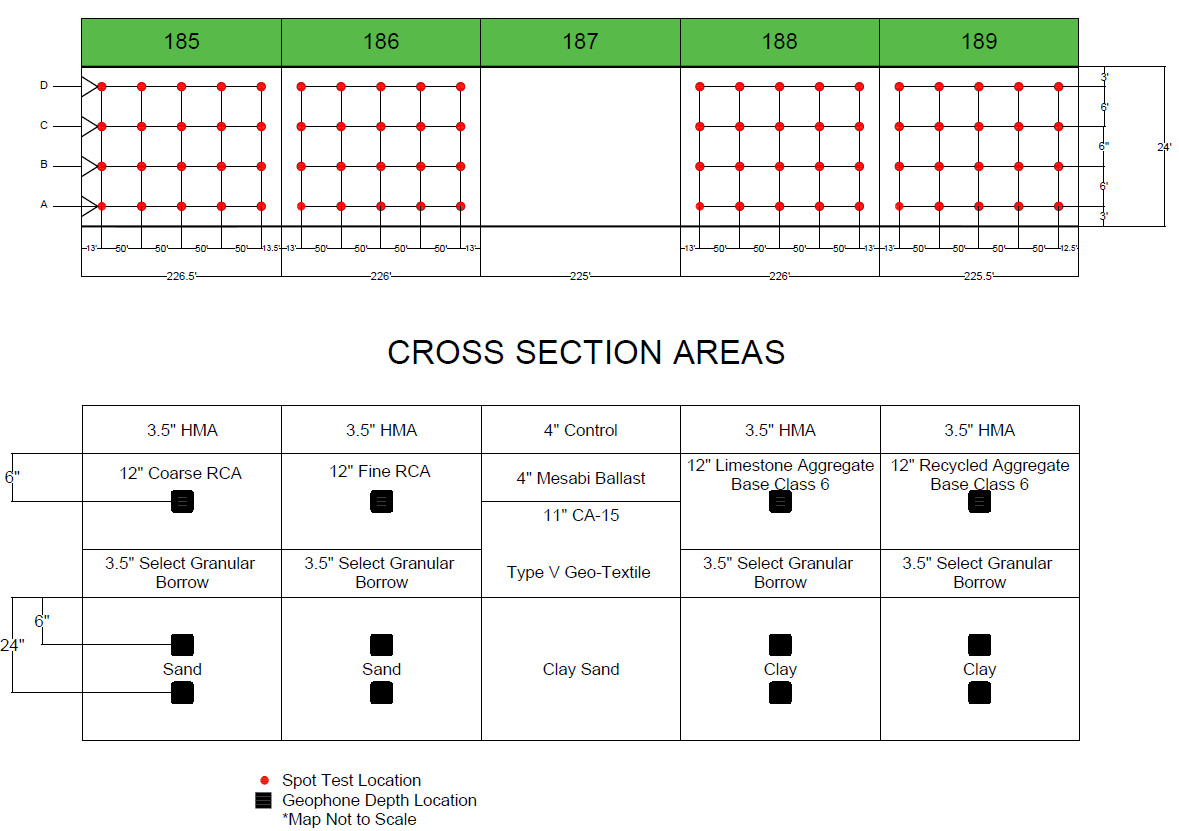 185 186 187 188 189
D
3'
6'
C
6"
24'
B
6'
A
3'
13' 50' 50' 50' 50' 13.5' 13' 50' 50' 50' 50' 13' 13' 50' 50' 50' 50' 13' 13' 50' 50' 50' 50' 12.5'
226.5' 226' 225' 226' 225.5'
CROSS SECTION AREAS
3.5" HMA 3.5" HMA 4" Control 3.5" HMA 3.5" HMA
6"
12" Coarse RCA
12" Fine RCA
4" Mesabi Ballast
12" Limestone Aggregate
Base Class 6
12" Recycled Aggregate
Base Class 6
11" CA-15
3.5" Select Granular
Borrow
3.5" Select Granular
Borrow
Type V Geo-Textile
3.5" Select Granular
Borrow
3.5" Select Granular
Borrow
6"
24"
Sand Sand Clay Sand Clay Clay
Spot Test Location
Geophone Depth Location
*Map Not to Scale